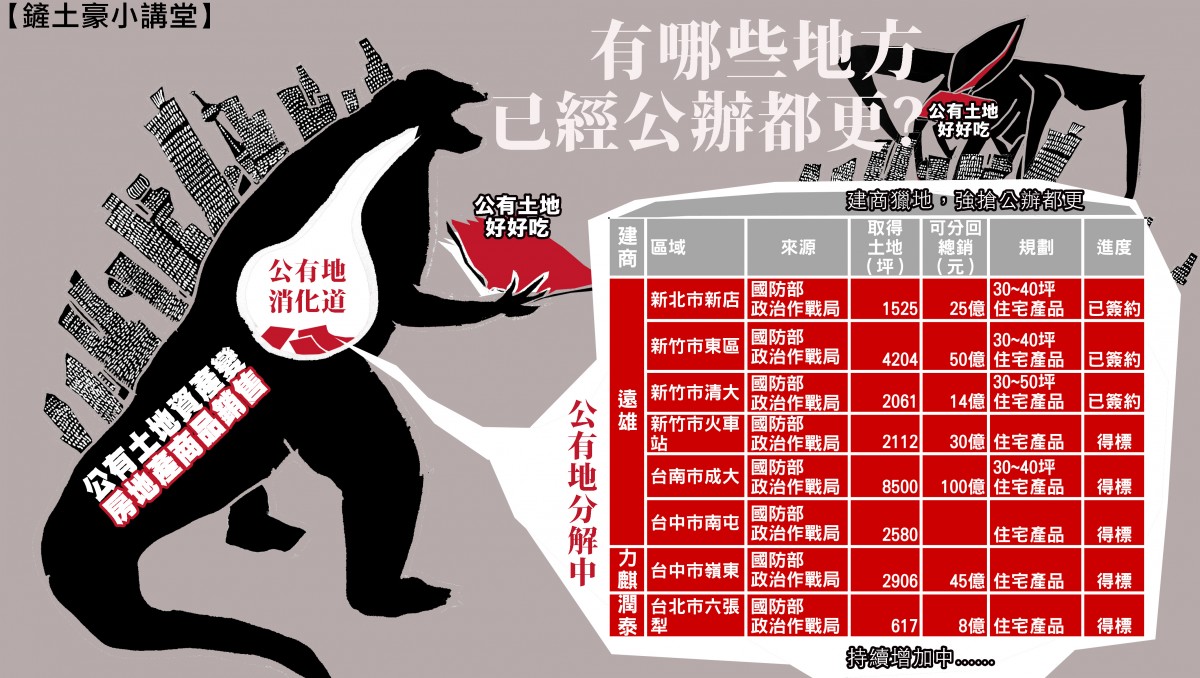 【鏟土豪小講堂】
有哪些地方
已經公辦都更?
公有土地
好好吃
公有土地
好好吃
公有地
消化道
公有土地資產變
房地產商品銷售
公有地分解中
建商獵地，強搶公辦都更
建商 區域 來源 取得土地(坪) 可分回總銷(元) 規劃 進度
遠雄 新北市新店 國防部政治作戰局 1525 25億 30~40坪住宅產品 已簽約
新竹市東區 國防部政治作戰局 4204 50億 30~40坪住宅產品 已簽約
新竹市清大 國防部政治作戰局 2061 14億 30~50坪住宅產品 已簽約
新竹市火車站 國防部政治作戰局 2112 30億 住宅產品 得標
台南市成大 國防部政治作戰局 8500 100億 30~40坪住宅產品 得標
台中市南屯 國防部政治作戰局 2580 住宅產品 得標
力麒 台中市嶺東 國防部政治作戰局 2906 45億 住宅產品 得標
潤泰 台北市六張犁 國防部政治作戰局 617 8億 住宅產品 得標
持續增加中......